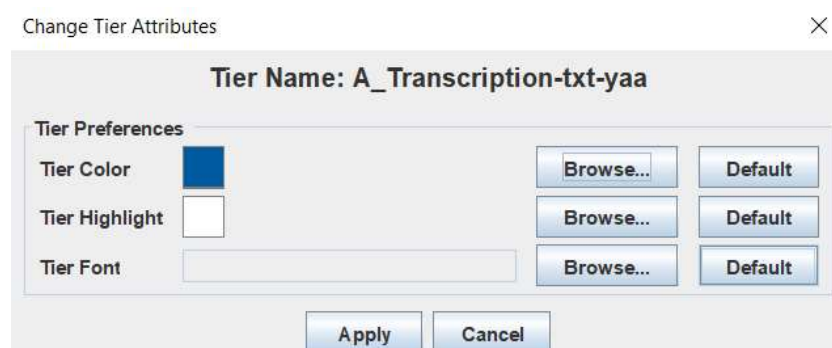 Change Tier Attributes
Tier Name: A_Transcription-txt-yaa
Tier Preferences
Tier Color Browse... Default
Tier Highlight Browse... Default
Tier Font Browse... Default
Apply Cancel